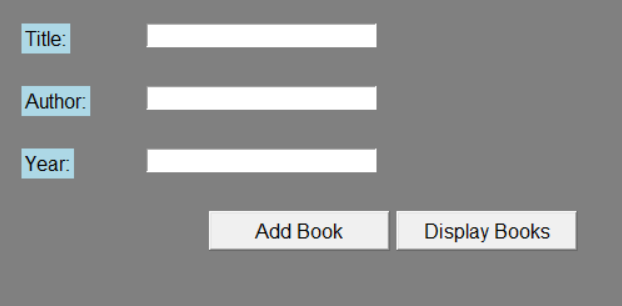 Title:
Author:
Year:
Add Book Display Books